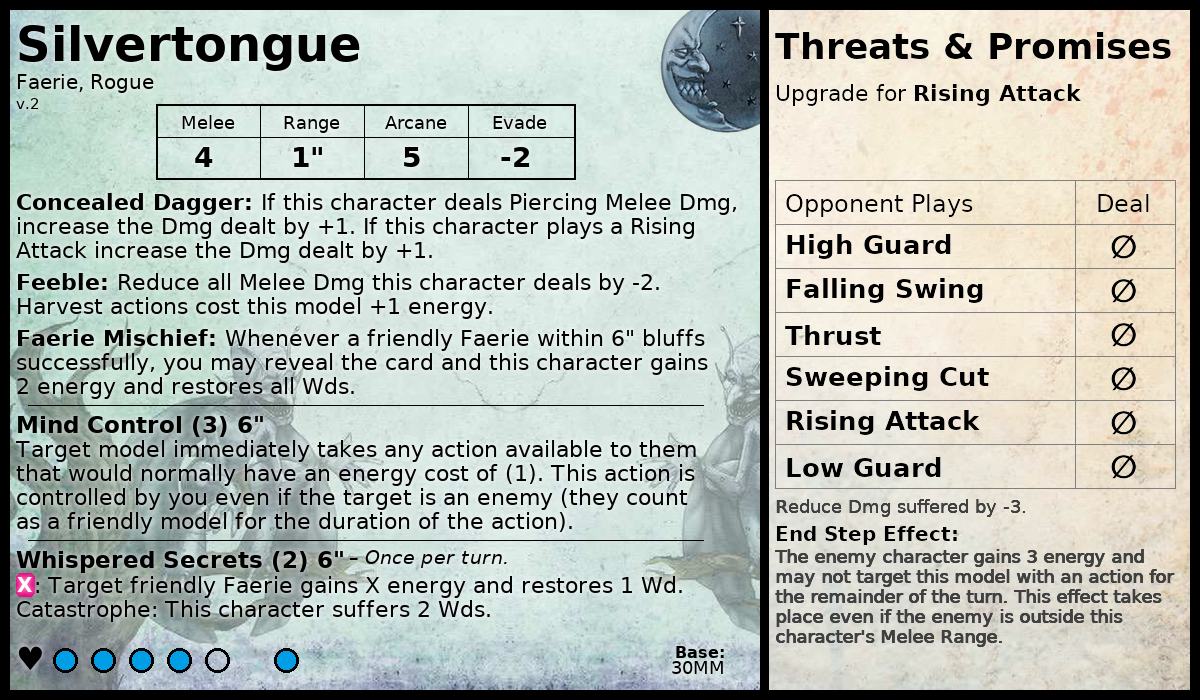 Silvertongue
Faerie, Rogue
v.2
Melee Range Arcane Evade
4 1" 5 -2
Concealed Dagger: If this character deals Piercing Melee Dmg,
increase the Dmg dealt by +1. If this character plays a Rising
Attack increase the Dmg dealt by +1.
Feeble: Reduce all Melee Dmg this character deals by -2.
Harvest actions cost this model +1 energy.
Faerie Mischief: Whenever a friendly Faerie within 6" bluffs
successfully, you may reveal the card and this character gains
2 energy and restores all Wds.
Mind Control (3) 6"
Target model immediately takes any action available to them
that would normally have an energy cost of (1). This action is
controlled by you even if the target is an enemy (they count
as a friendly model for the duration of the action).
Whispered Secrets (2) 6" - Once per turn.
X: Target friendly Faerie gains X energy and restores 1 Wd.
Catastrophe: This character suffers 2 Wds.
Base:
30MM
Threats & Promises
Upgrade for Rising Attack
Opponent Plays Deal
High Guard ∅
Falling Swing ∅
Thrust ∅
Sweeping Cut ∅
Rising Attack ∅
Low Guard ∅
Reduce Dmg suffered by -3.
End Step Effect:
The enemy character gains 3 energy and
may not target this model with an action for
the remainder of the turn. This effect takes
place even if the enemy is outside this
character's Melee Range.